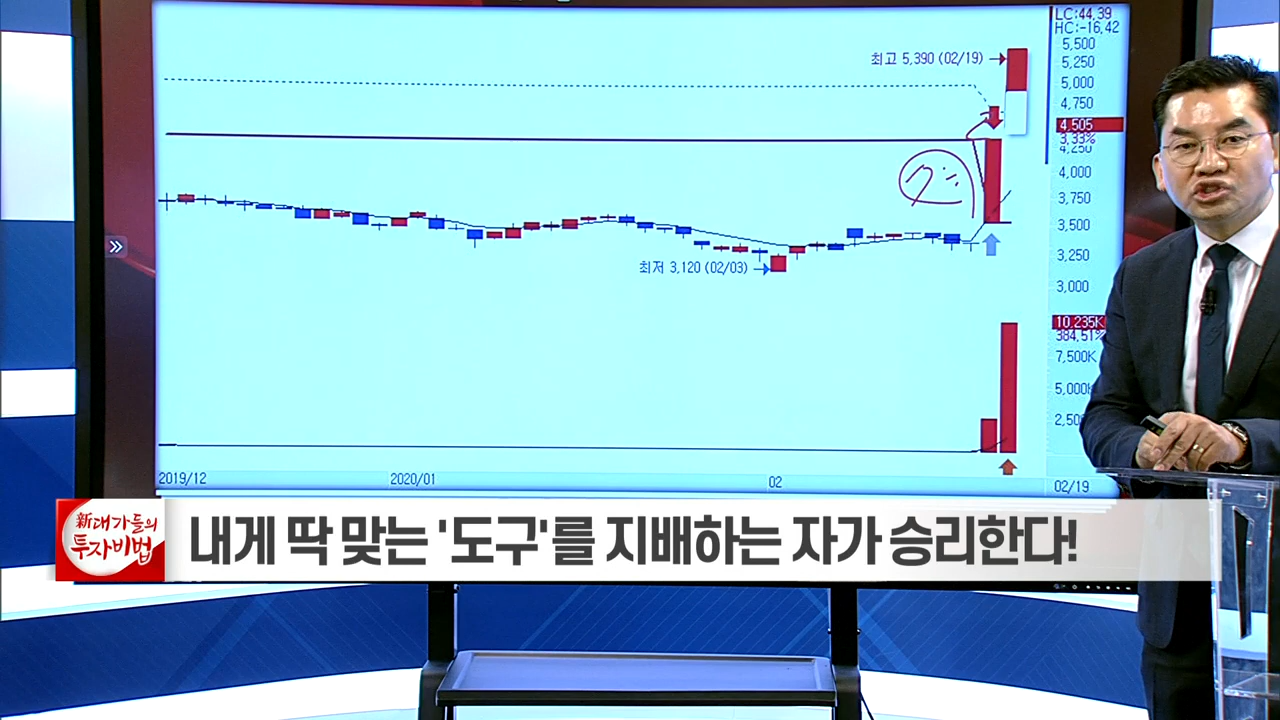 LC:44.39
HC:-16.42
5,500
최고 5,390 (02/19)
5,250
5,000
4,750
4,505
3.33%
4,250
4,000
3,750
3,500
3,250
최저 3,120 (02/03)
3,000
10,235K
384.51%
7,500K
5,000K
2,500
2019/12
2020/01
02
02/19
新대가들의
투자비법
내게 딱 맞는 '도구'를 지배하는 자가 승리한다!